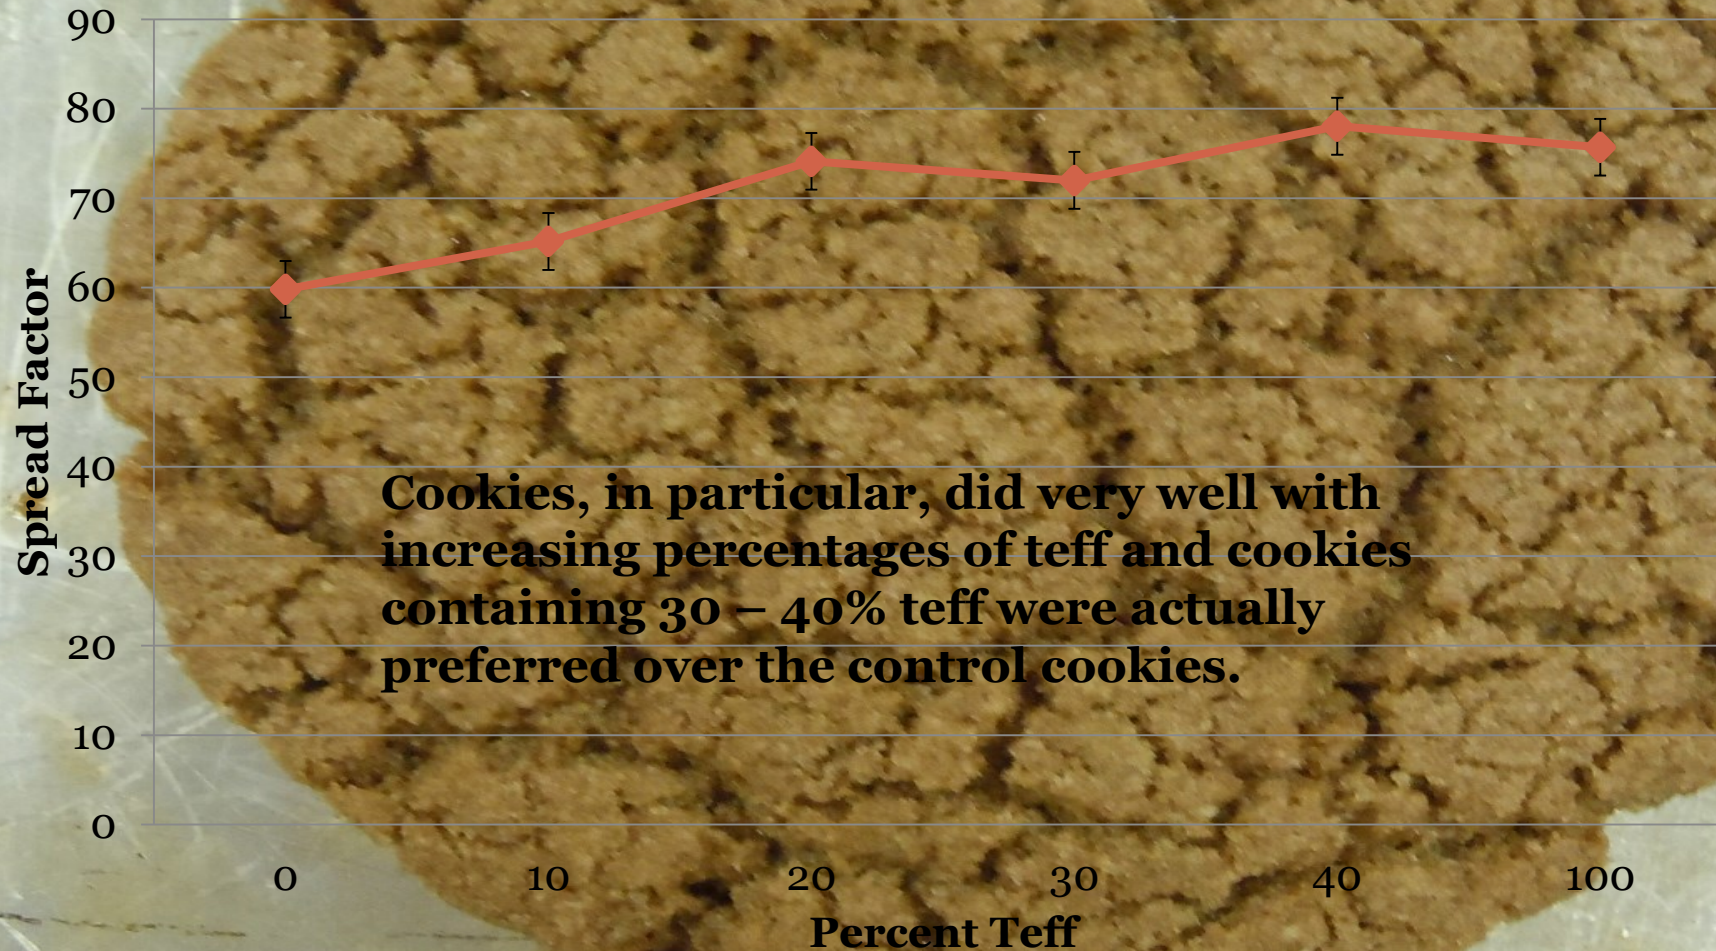 90
80
70
60
50
40
30
20
10
0
Spread Factor
Cookies, in particular, did very well with
increasing percentages of teff and cookies
containing 30 – 40% teff were actually
preferred over the control cookies.
0 10 20 30 40 100
Percent Teff